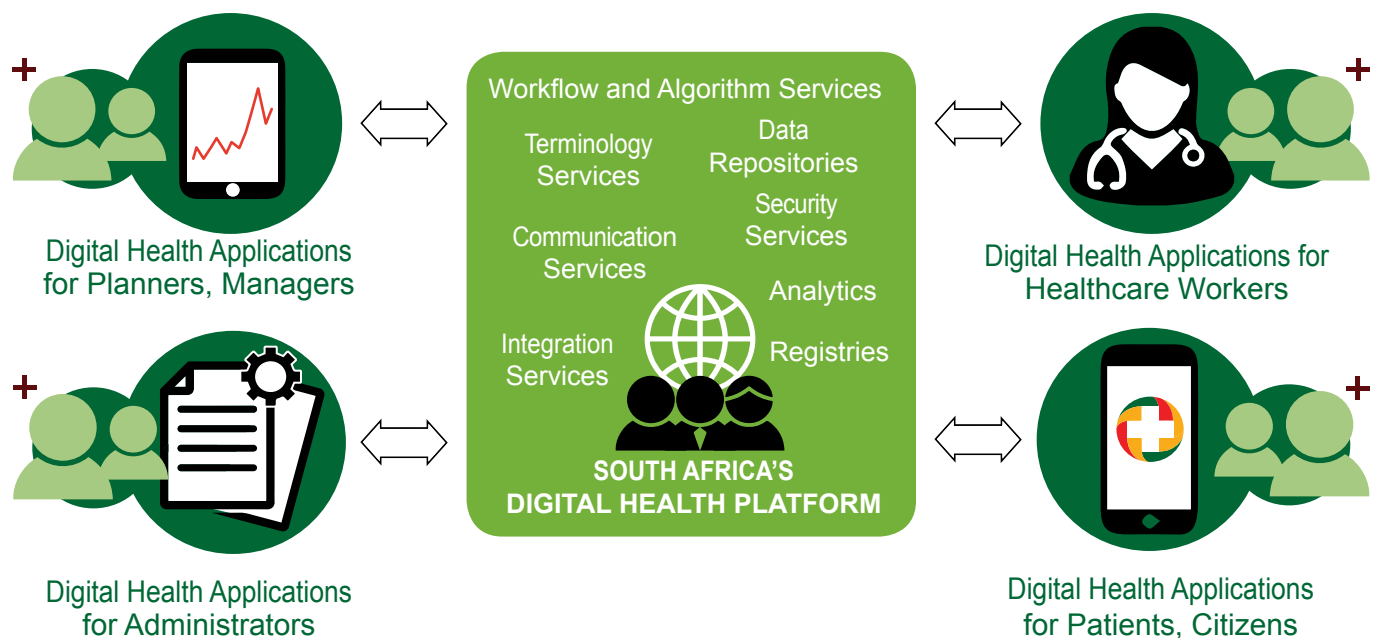 Workflow and Algorithm Services
Terminology
Services
Data
Repositories
Security
Services
Communication
Services
Analytics
Integration
Services
Registries
SOUTH AFRICA'S
DIGITAL HEALTH PLATFORM
Digital Health Applications
for Planners, Managers
Digital Health Applications for
Healthcare Workers
Digital Health Applications
for Administrators
Digital Health Applications
for Patients, Citizens